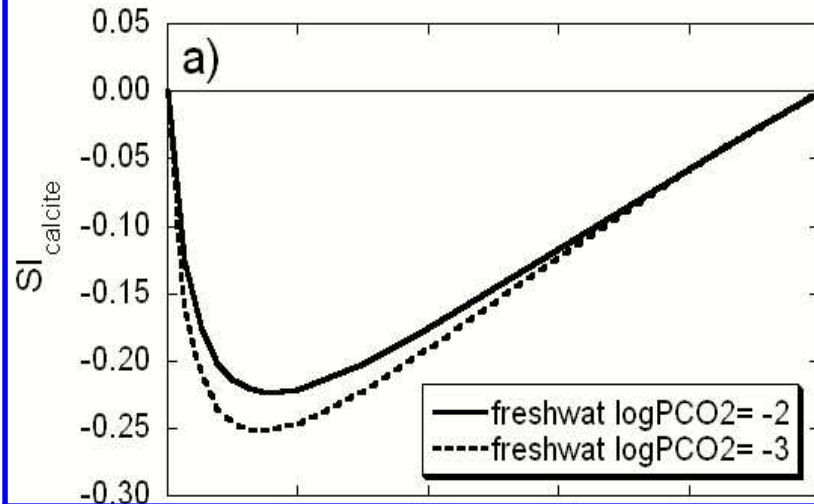 0.05
a)
0.00
-0.05
-0.10
-0.15
-0.20
-0.25
-0.30
SIcalcite
freshwat logPCO2= -2
freshwat logPCO2= -3